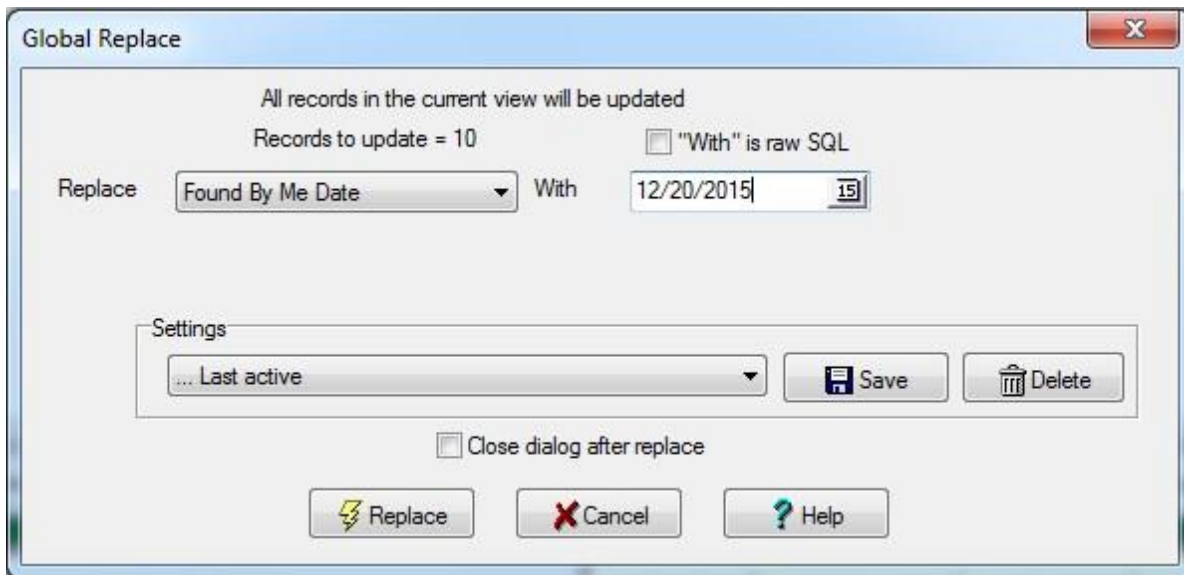 Global Replace
All records in the current view will be updated
Records to update = 10
"With" is raw SQL
Replace
Found By Me Date
With
12/20/2015
15
Settings
... Last active
Save
Delete
Close dialog after replace
Replace
Cancel
Help